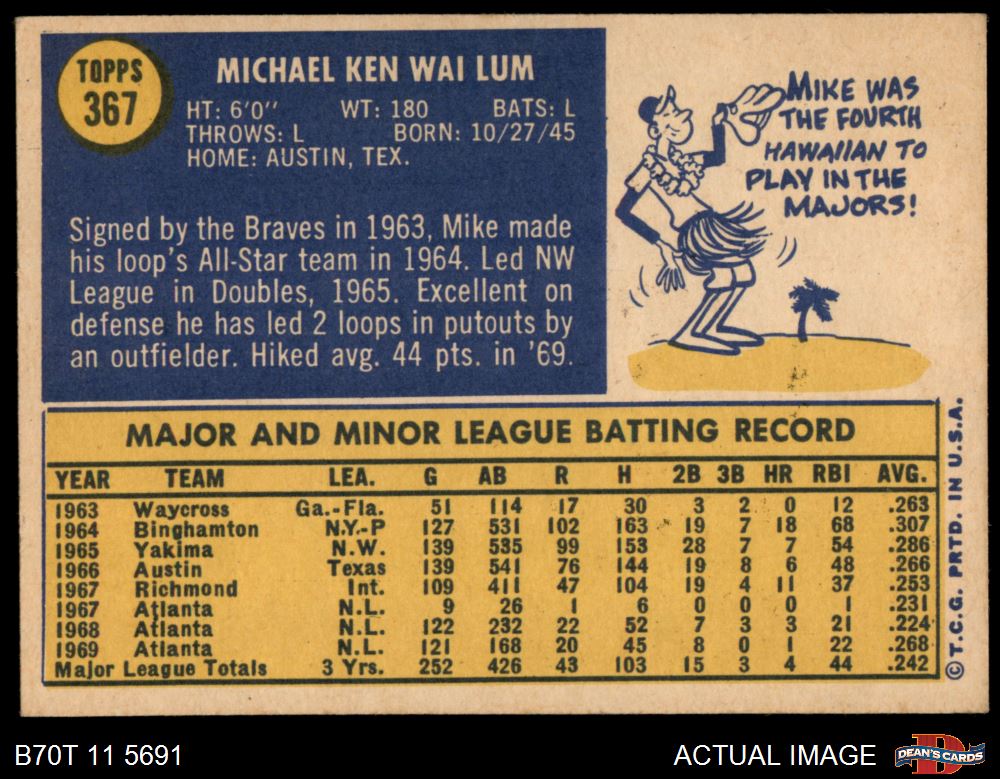 TOPPS
367
MICHAEL KEN WAI LUM
HT: 6'0" WT: 180 BATS: L
THROWS: L BORN: 10/27/45
HOME: AUSTIN, TEX.
Signed by the Braves in 1963, Mike made
his loop's All-Star team in 1964. Led NW
League in Doubles, 1965. Excellent on
defense he has led 2 loops in putouts by
an outfielder. Hiked avg. 44 pts. in '69.
MIKE WAS
THE FOURTH
HAWAIIAN TO
PLAY IN THE
MAJORS!
MAJOR AND MINOR LEAGUE BATTING RECORD
YEAR TEAM LEA. G AB R H 2B 3B HR RBI AVG.
1963 Waycross Ga.-Fla. 51 114 17 30 3 2 0 12 .263
1964 Binghamton N.Y.-P 127 531 102 163 19 7 18 68 .307
1965 Yakima N.W. 139 535 99 153 28 7 7 54 .286
1966 Austin Texas 139 541 76 144 19 8 6 48 .266
1967 Richmond Int. 109 411 47 104 19 4 11 37 .253
1967 Atlanta N.L. 9 26 1 6 0 0 0 1 .231
1968 Atlanta N.L. 122 232 22 52 7 3 3 21 .224
1969 Atlanta N.L. 121 168 20 45 8 0 1 22 .268
Major League Totals 3 Yrs. 252 426 43 103 15 3 4 44 .242
© T.C.G. PRTD. IN U.S.A.
B70T 11 5691
ACTUAL IMAGE
D
DEAN'S CARDS